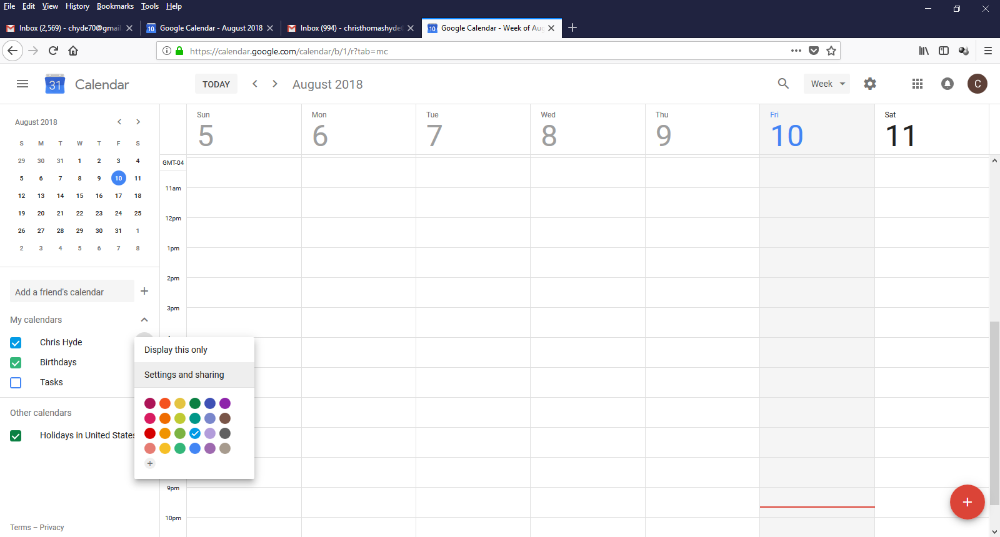 File Edit View History Bookmarks Tools Help
Inbox (2,569) - chyde70@gmail
Google Calendar - August 2018
Inbox (994) - christhomashyde
Google Calendar - Week of Aug
https://calendar.google.com/calendar/b/1/r?tab=mc
31 Calendar TODAY August 2018 Week C
August 2018
S M T W T F S
29 30 31 1 2 3 4
5 6 7 8 9 10 11
12 13 14 15 16 17 18
19 20 21 22 23 24 25
26 27 28 29 30 31 1
2 3 4 5 6 7 8
Add a friend's calendar +
My calendars
Chris Hyde
Birthdays
Tasks
Other calendars
Holidays in United States
Terms – Privacy
Display this only
Settings and sharing
+
Sun Mon Tue Wed Thu Fri Sat
5 6 7 8 9 10 11
GMT-04
11am
12pm
1pm
2pm
3pm
9pm
10pm
+